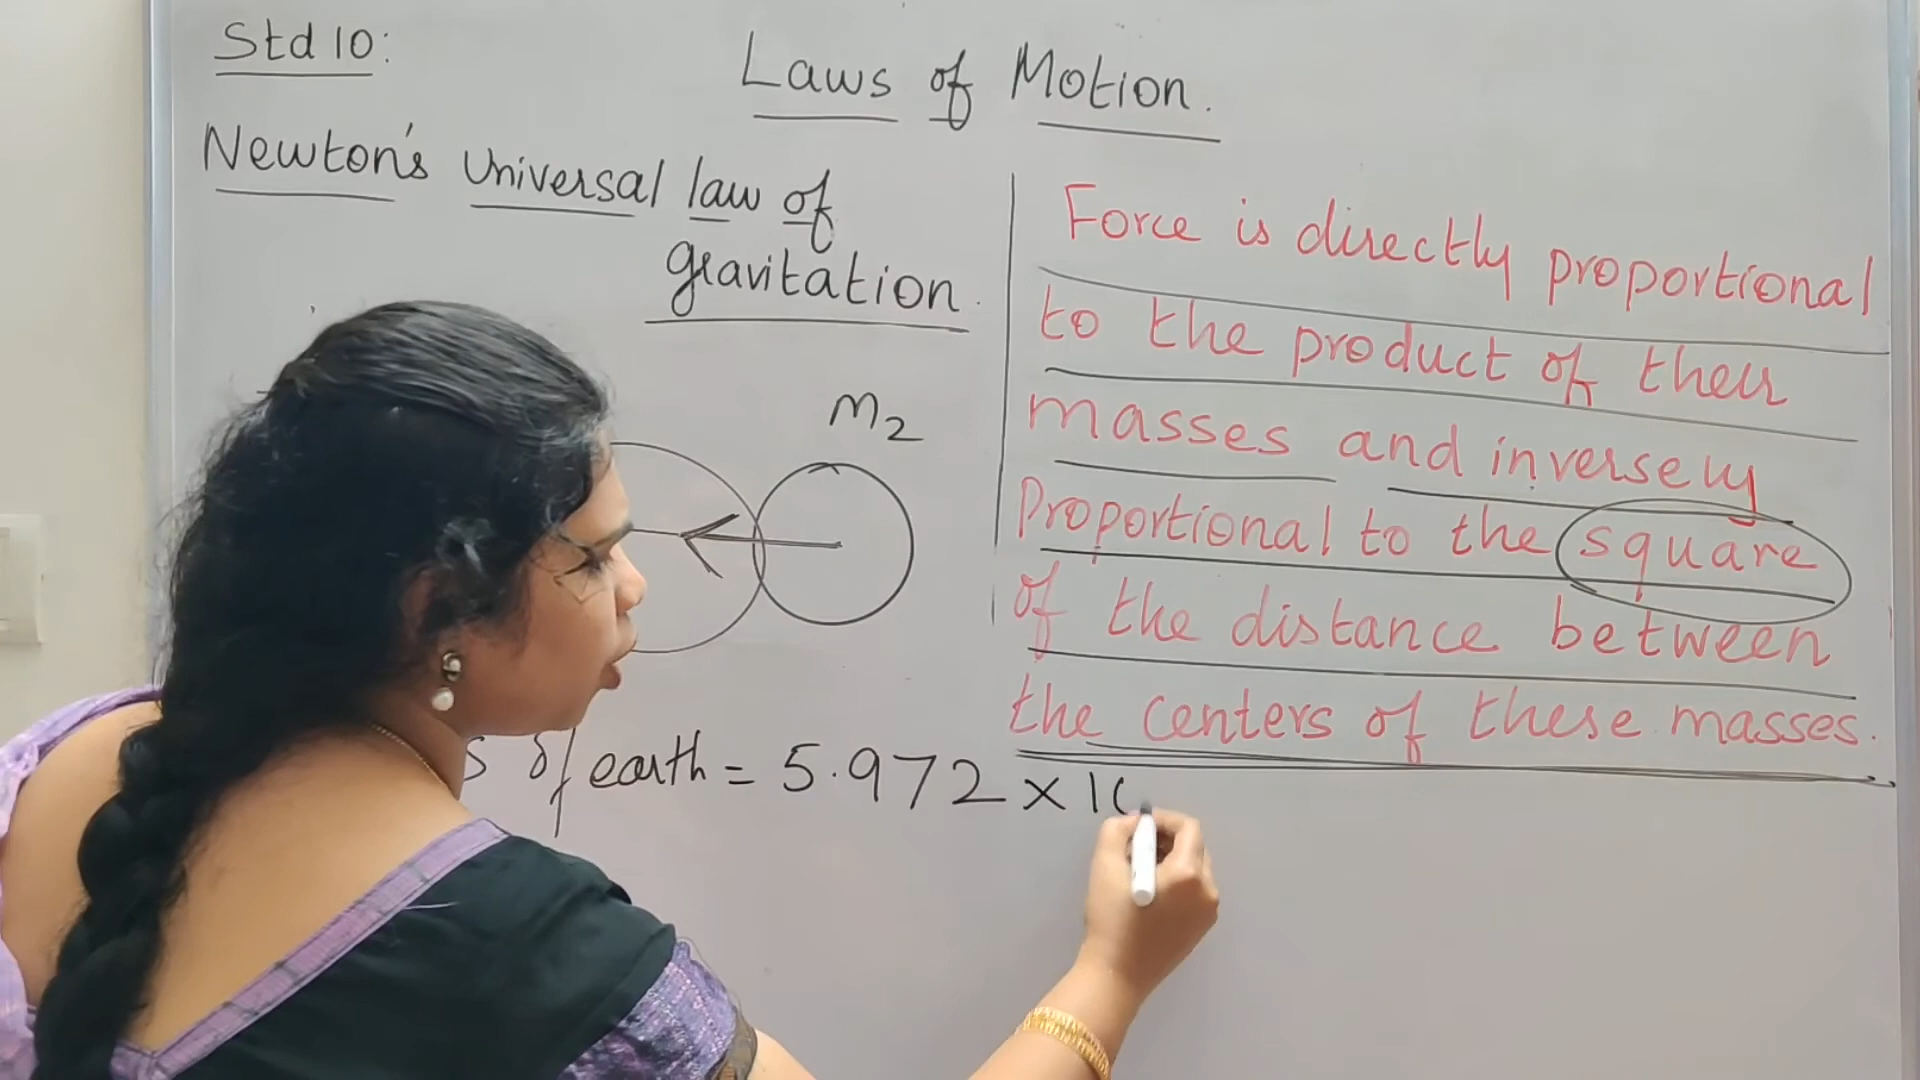 Std 10:
Laws of Motion.
Newton's Universal law of
gravitation.
m2
Force is directly proportional
to the product of their
masses and inversely
Proportional to the square
of the distance between
the centers of these masses.
of earth = 5.972 × 10